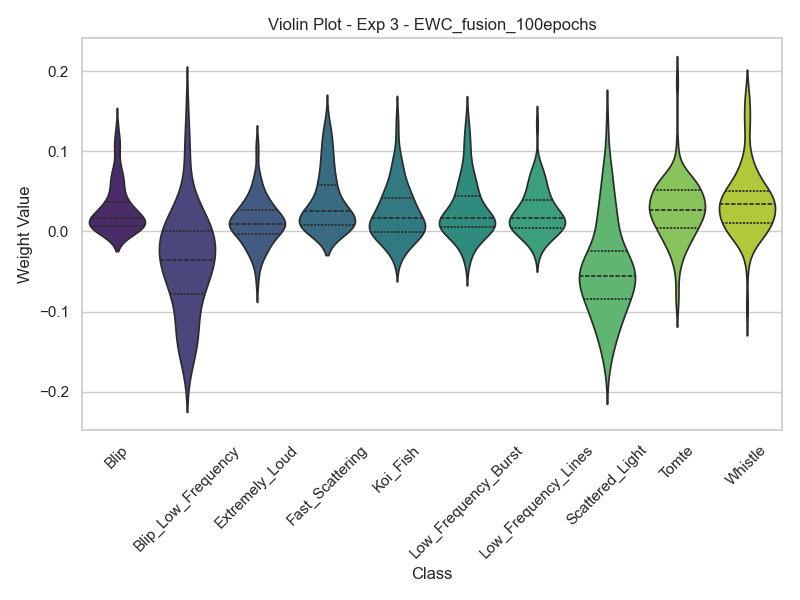 Violin Plot - Exp 3 - EWC_fusion_100epochs
Weight Value
0.2
0.1
0.0
−0.1
−0.2
Blip
Blip_Low_Frequency
Extremely_Loud
Fast_Scattering
Koi_Fish
Low_Frequency_Burst
Low_Frequency_Lines
Scattered_Light
Tomte
Whistle
Class